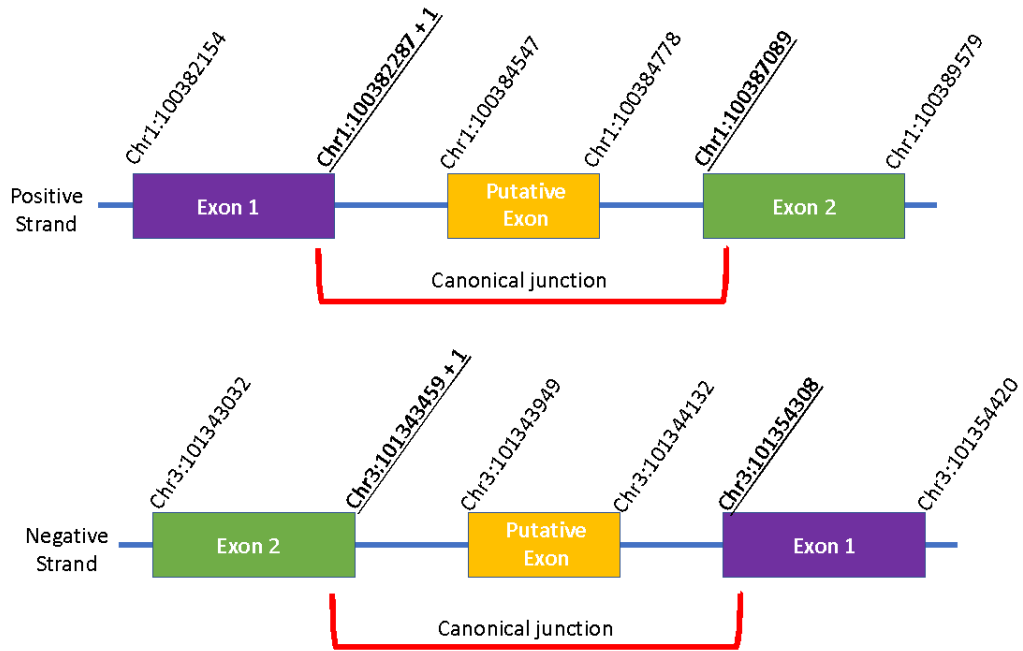 Chr1:100382154
Chr1:100382287 + 1
Chr1:100384547
Chr1:100384778
Chr1:100387089
Chr1:100389579
Positive
Strand
Exon 1
Putative
Exon
Exon 2
Canonical junction
Chr3:101343032
Chr3:101343459 + 1
Chr3:101343949
Chr3:101344132
Chr3:101354308
Chr3:101354420
Negative
Strand
Exon 2
Putative
Exon
Exon 1
Canonical junction